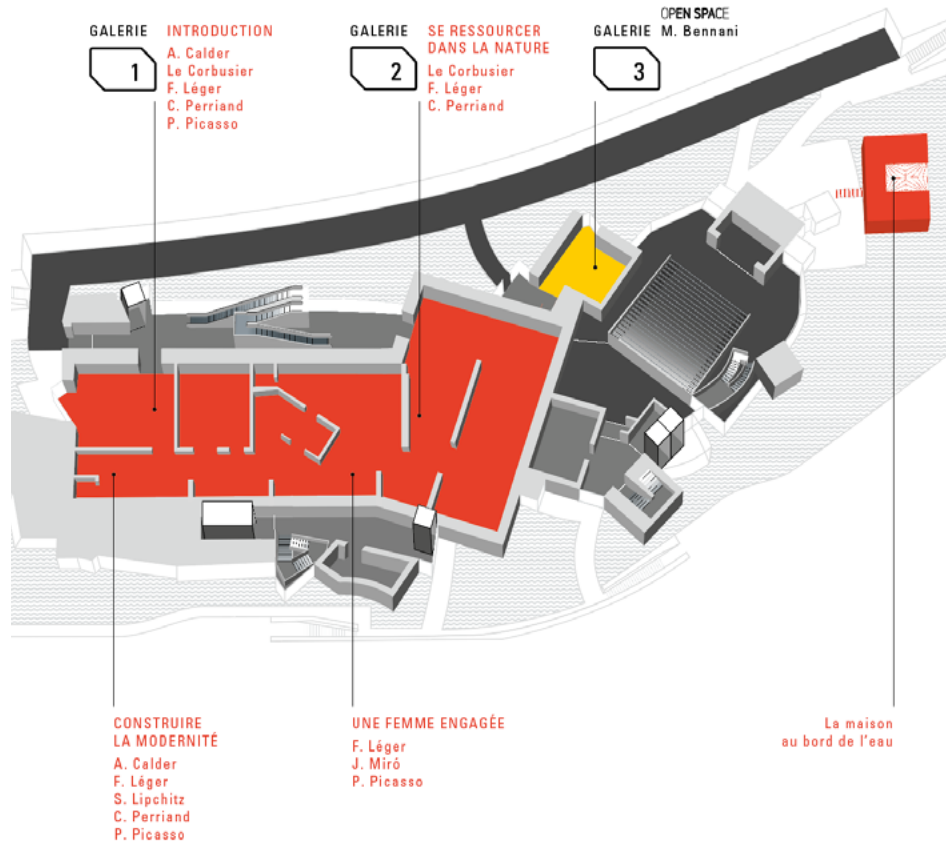 GALERIE
1
INTRODUCTION
A. Calder
Le Corbusier
F. Léger
C. Perriand
P. Picasso
GALERIE
2
SE RESSOURCER
DANS LA NATURE
Le Corbusier
F. Léger
C. Perriand
GALERIE
3
OPEN SPACE
M. Bennani
CONSTRUIRE
LA MODERNITÉ
A. Calder
F. Léger
S. Lipchitz
C. Perriand
P. Picasso
UNE FEMME ENGAGÉE
F. Léger
J. Miró
P. Picasso
La maison
au bord de l'eau